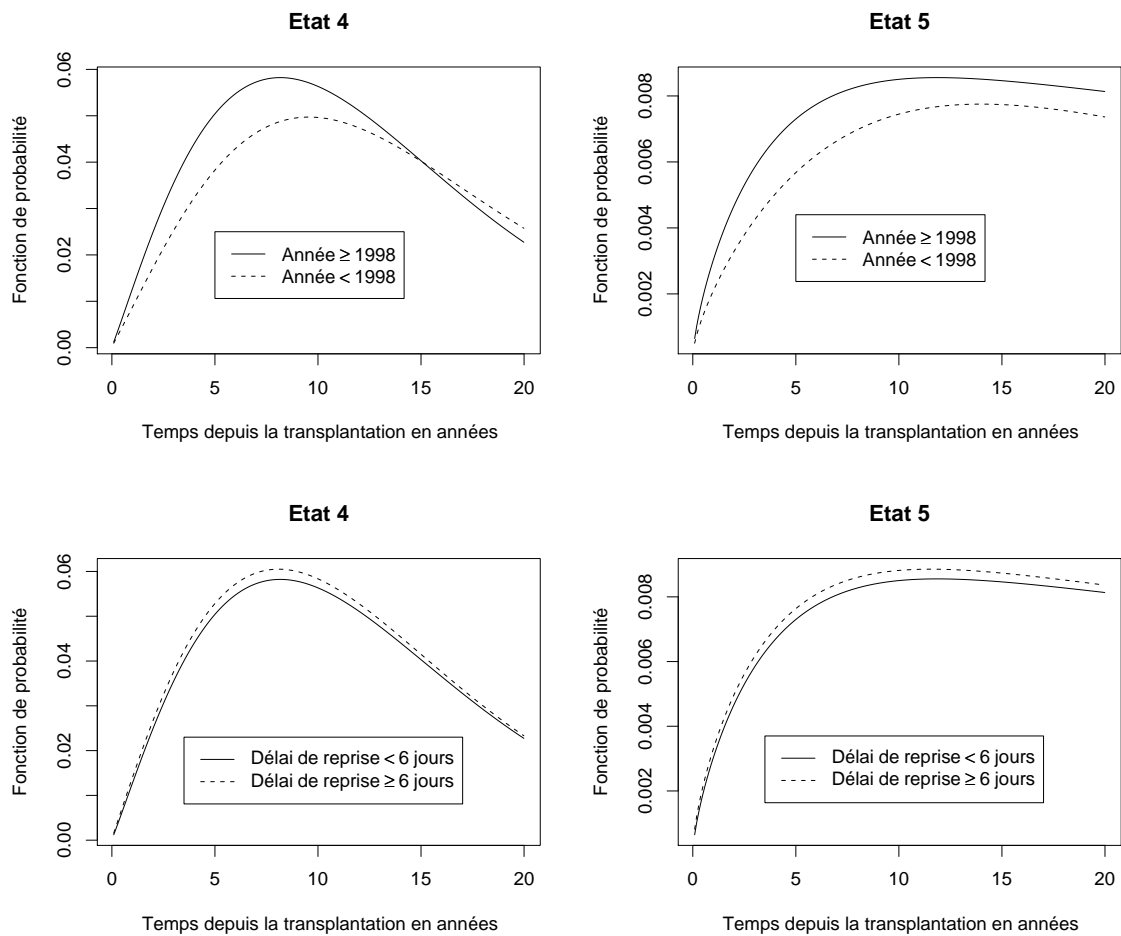 Etat 4
Fonction de probabilité
0.00
0.02
0.04
0.06
Année ≥ 1998
Année < 1998
0 5 10 15 20
Temps depuis la transplantation en années
Etat 5
Fonction de probabilité
0.002
0.004
0.006
0.008
Année ≥ 1998
Année < 1998
0 5 10 15 20
Temps depuis la transplantation en années
Etat 4
Fonction de probabilité
0.00
0.02
0.04
0.06
Délai de reprise < 6 jours
Délai de reprise ≥ 6 jours
0 5 10 15 20
Temps depuis la transplantation en années
Etat 5
Fonction de probabilité
0.002
0.004
0.006
0.008
Délai de reprise < 6 jours
Délai de reprise ≥ 6 jours
0 5 10 15 20
Temps depuis la transplantation en années